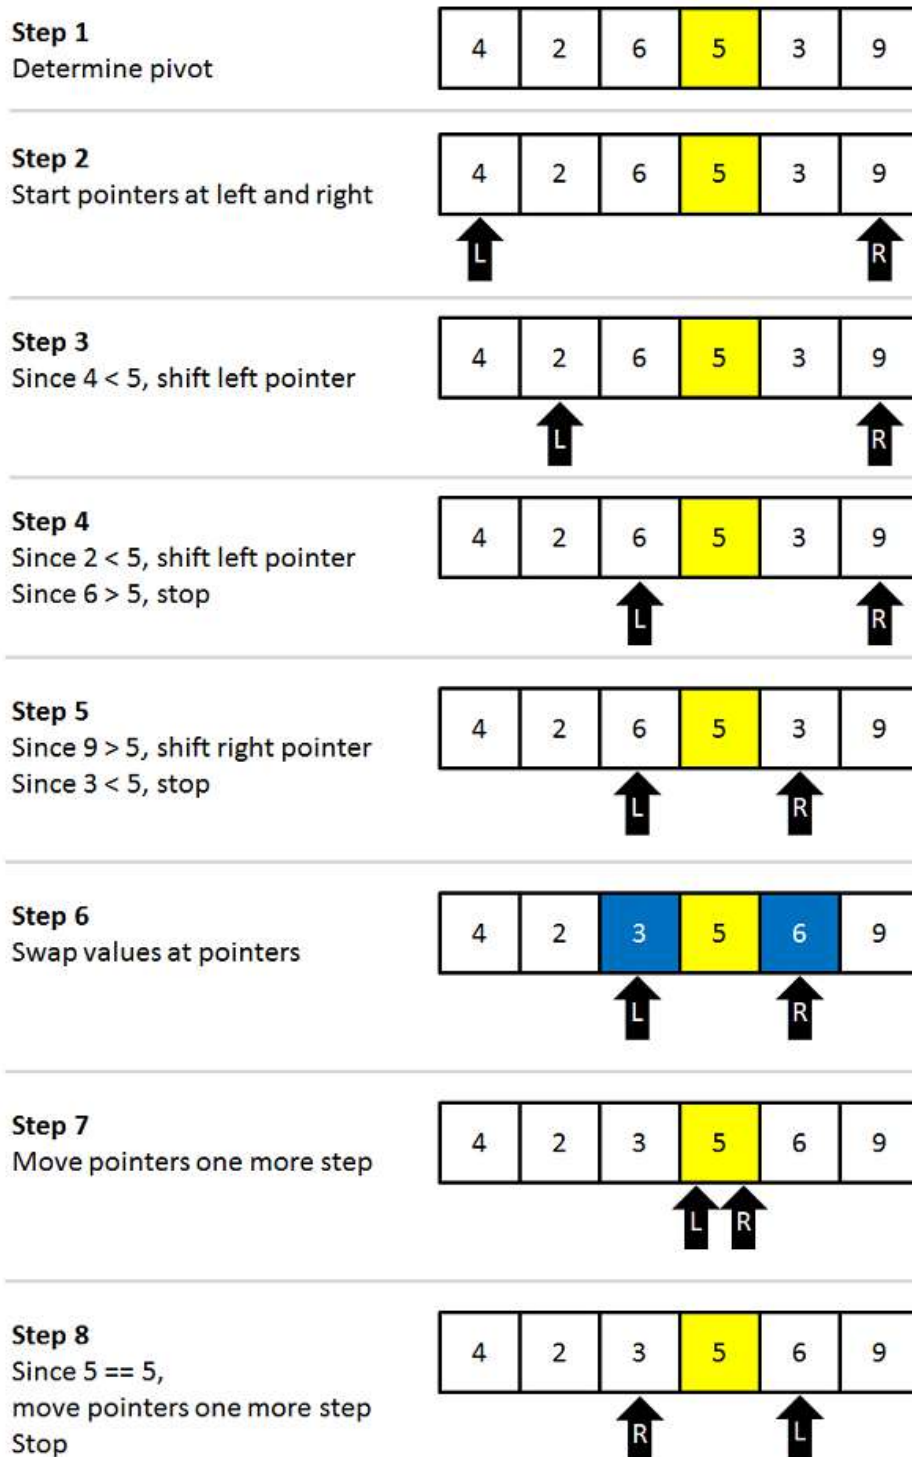 Step 1
Determine pivot
4 2 6 5 3 9
Step 2
Start pointers at left and right
4 2 6 5 3 9
L R
Step 3
Since 4 < 5, shift left pointer
4 2 6 5 3 9
L R
Step 4
Since 2 < 5, shift left pointer
Since 6 > 5, stop
4 2 6 5 3 9
L R
Step 5
Since 9 > 5, shift right pointer
Since 3 < 5, stop
4 2 6 5 3 9
L R
Step 6
Swap values at pointers
4 2 3 5 6 9
L R
Step 7
Move pointers one more step
4 2 3 5 6 9
L R
Step 8
Since 5 == 5,
move pointers one more step
Stop
4 2 3 5 6 9
R L